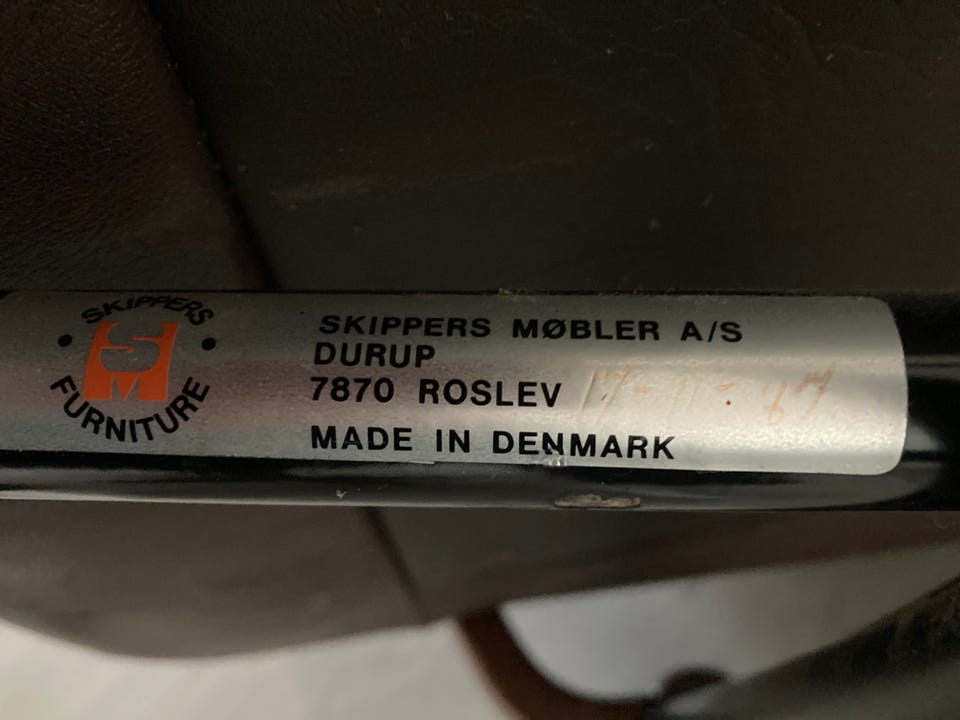 SKIPPERS
SM
FURNITURE
SKIPPERS MØBLER A/S
DURUP
7870 ROSLEV
MADE IN DENMARK